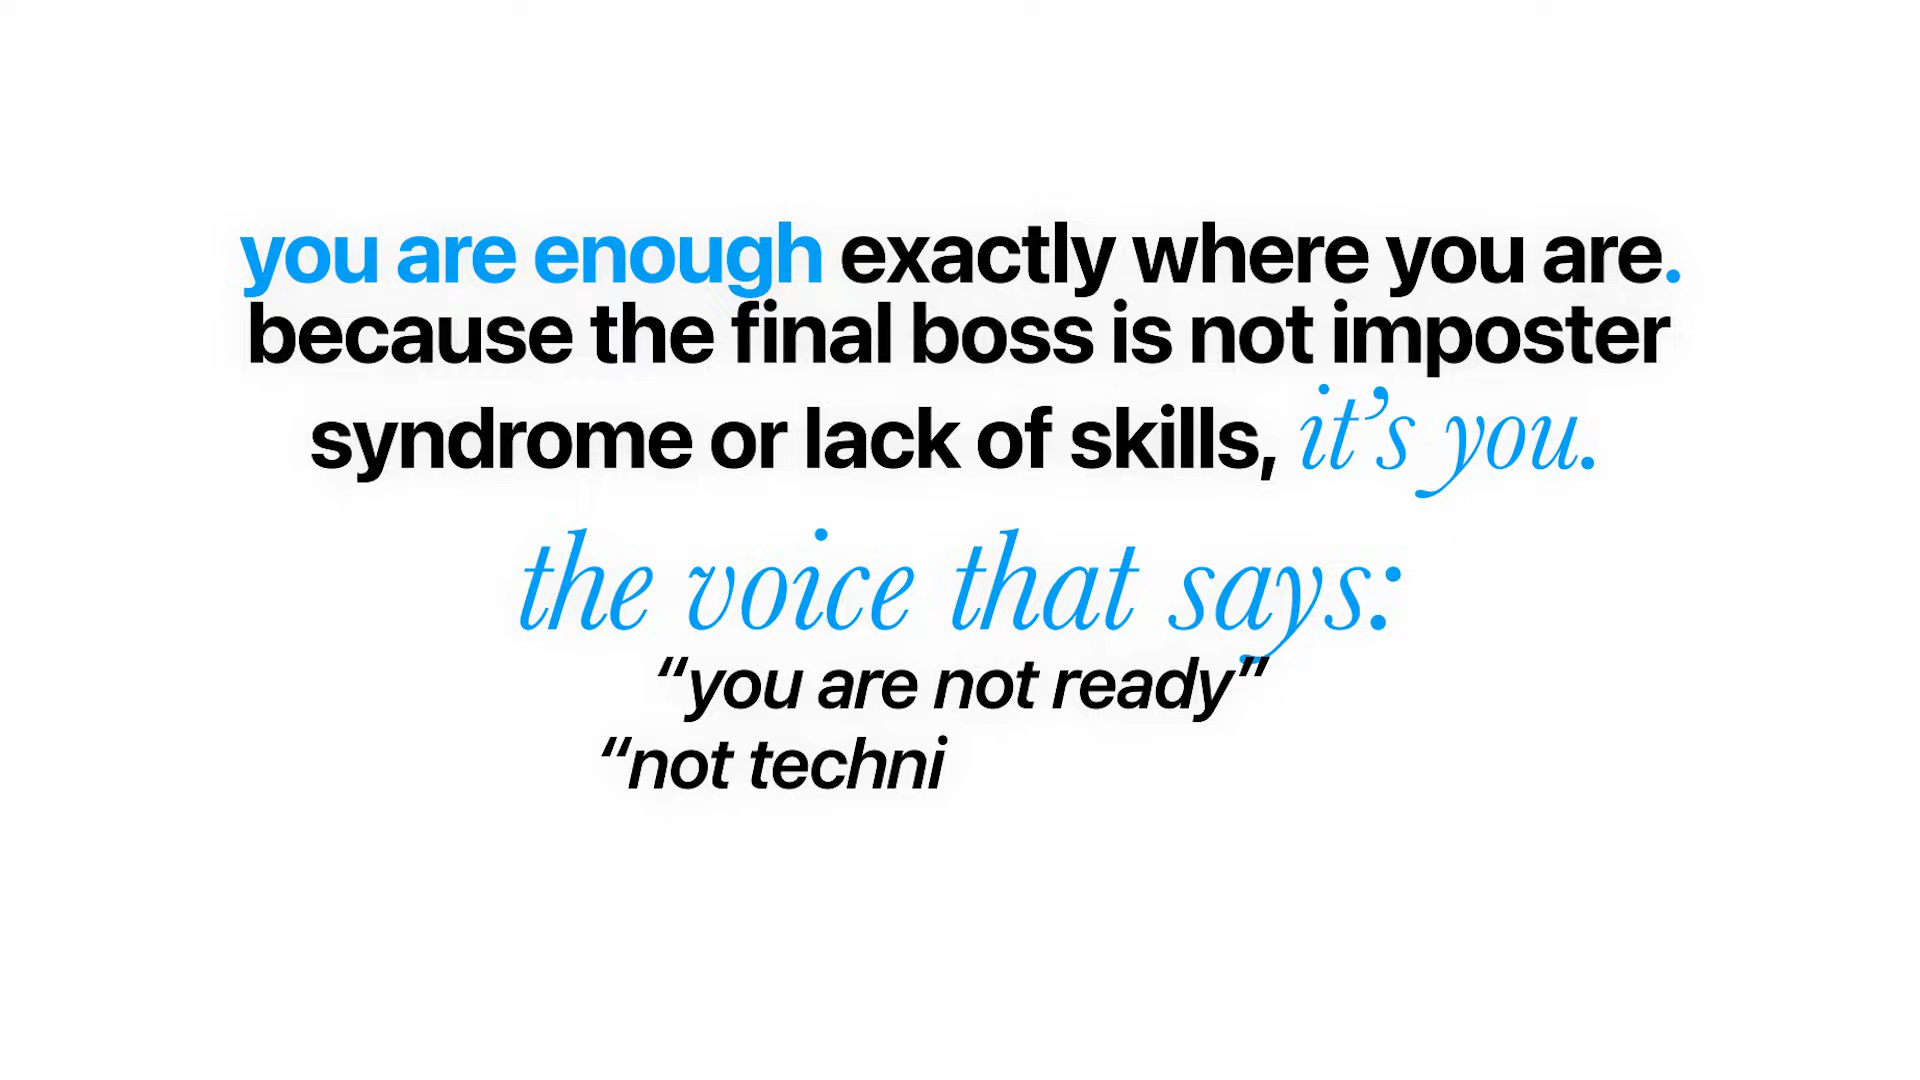 you are enough exactly where you are.
because the final boss is not imposter
syndrome or lack of skills, it’s you.
the voice that says:
“you are not ready”
“not techni